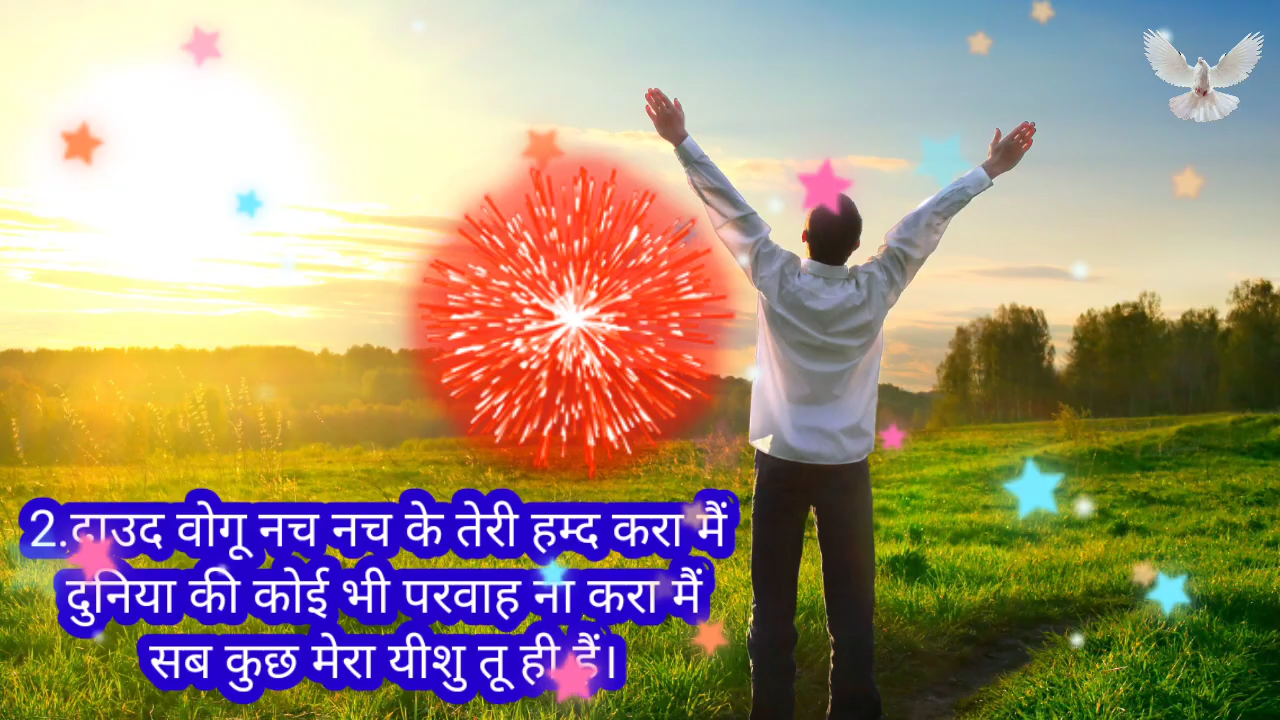 2.दाउद वोगू नच नच के तेरी हम्द करा मैं
दुनिया की कोई भी परवाह ना करा मैं
सब कुछ मेरा यीशु तू ही हैं।